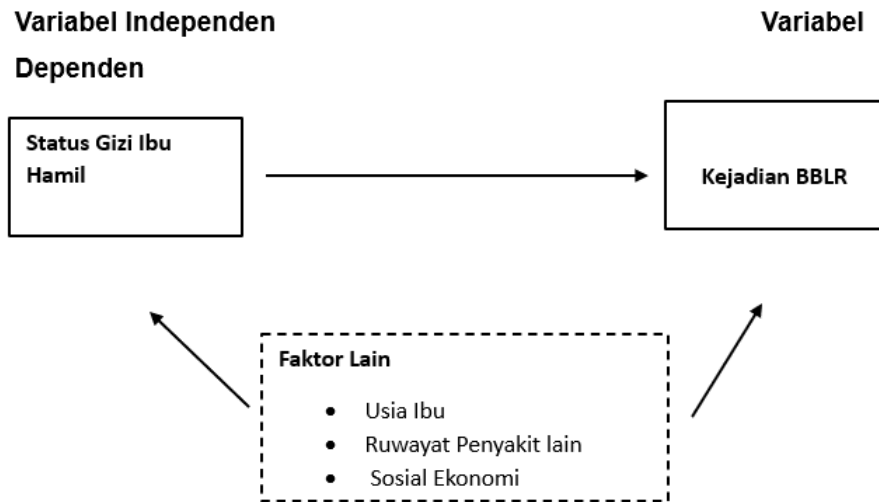 Variabel Independen Variabel
Dependen
Status Gizi Ibu
Hamil
Kejadian BBLR
Faktor Lain
• Usia Ibu
• Ruwayat Penyakit lain
• Sosial Ekonomi